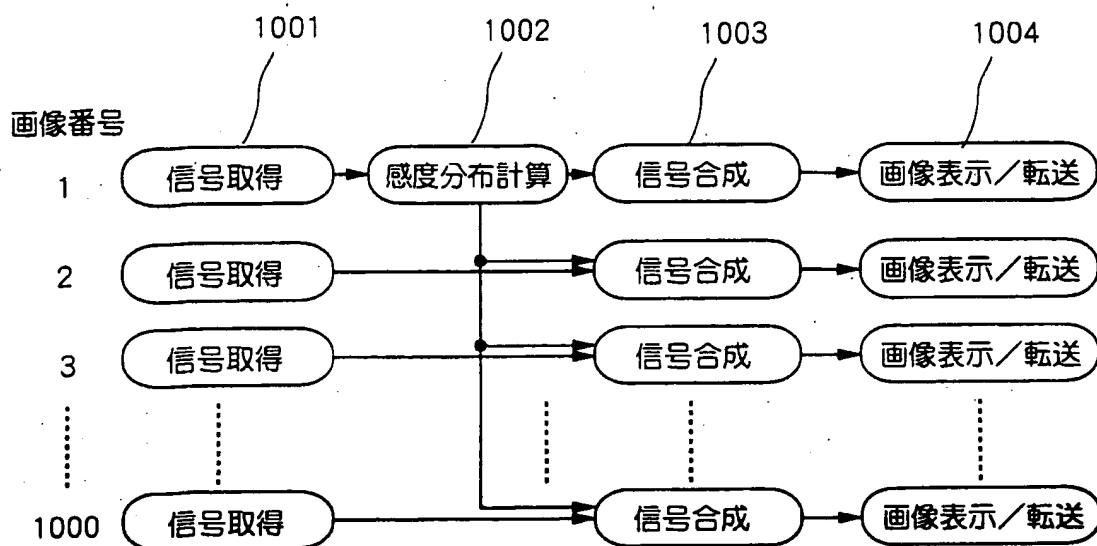 1001 1002 1003 1004
画像番号
1 信号取得 感度分布計算 信号合成 画像表示／転送
2 信号取得 信号合成 画像表示／転送
3 信号取得 信号合成 画像表示／転送
1000 信号取得 信号合成 画像表示／転送